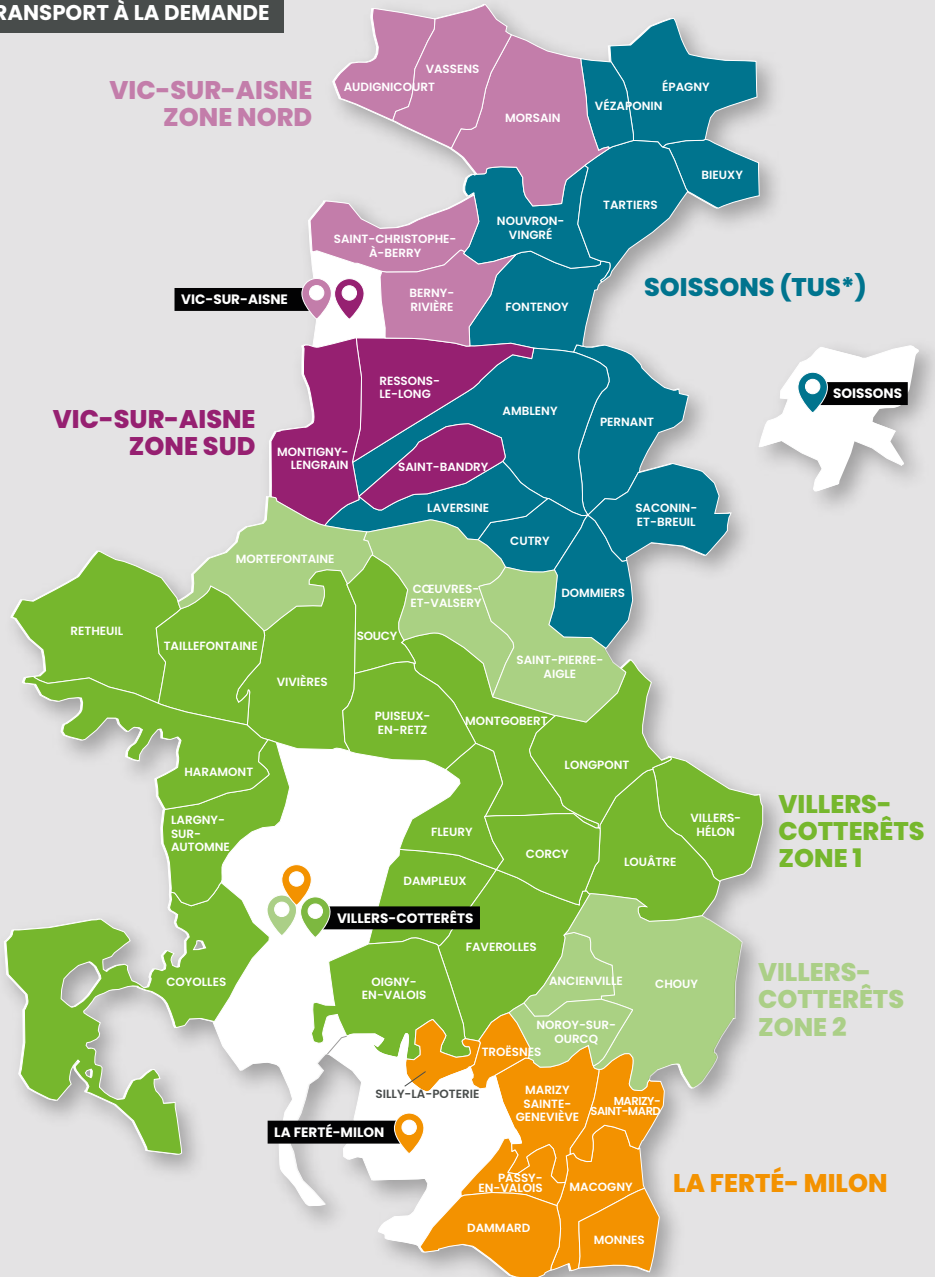 RANSPORT À LA DEMANDE
VASSENS
AUDIGNICOURT
ÉPAGNY
VIC-SUR-AISNE
ZONE NORD
VÉZAPONIN
MORSAIN
BIEUXY
TARTIERS
NOUVRON-
VINGRÉ
SAINT-CHRISTOPHE-
À-BERRY
SOISSONS (TUS*)
VIC-SUR-AISNE
BERNY-
RIVIÈRE
FONTENOY
RESSONS-
LE-LONG
SOISSONS
AMBLENY
PERNANT
VIC-SUR-AISNE
ZONE SUD
MONTIGNY-
LENGRAIN
SAINT-BANDRY
LAVERSINE
SACONIN-
ET-BREUIL
CUTRY
MORTEFONTAINE
CŒUVRES-
ET-VALSERY
DOMMIERS
RETHEUIL
TAILLEFONTAINE
SOUCY
SAINT-PIERRE-
AIGLE
VIVIÈRES
PUISEUX-
EN-RETZ
MONTGOBERT
LONGPONT
HARAMONT
VILLERS-
COTTERÊTS
ZONE 1
LARGNY-
SUR-
AUTOMNE
FLEURY
VILLERS-
HÉLON
CORCY
LOUÂTRE
DAMPLEUX
VILLERS-COTTERÊTS
FAVEROLLES
COYOLLES
OIGNY-
EN-VALOIS
ANCIENVILLE
CHOUY
VILLERS-
COTTERÊTS
ZONE 2
NOROY-SUR-
OURCQ
TROËSNES
SILLY-LA-POTERIE
MARIZY
SAINTE-
GENEVIÈVE
MARIZY-
SAINT-MARD
LA FERTÉ-MILON
PASSY-
EN-VALOIS
MACOGNY
LA FERTÉ- MILON
DAMMARD
MONNES